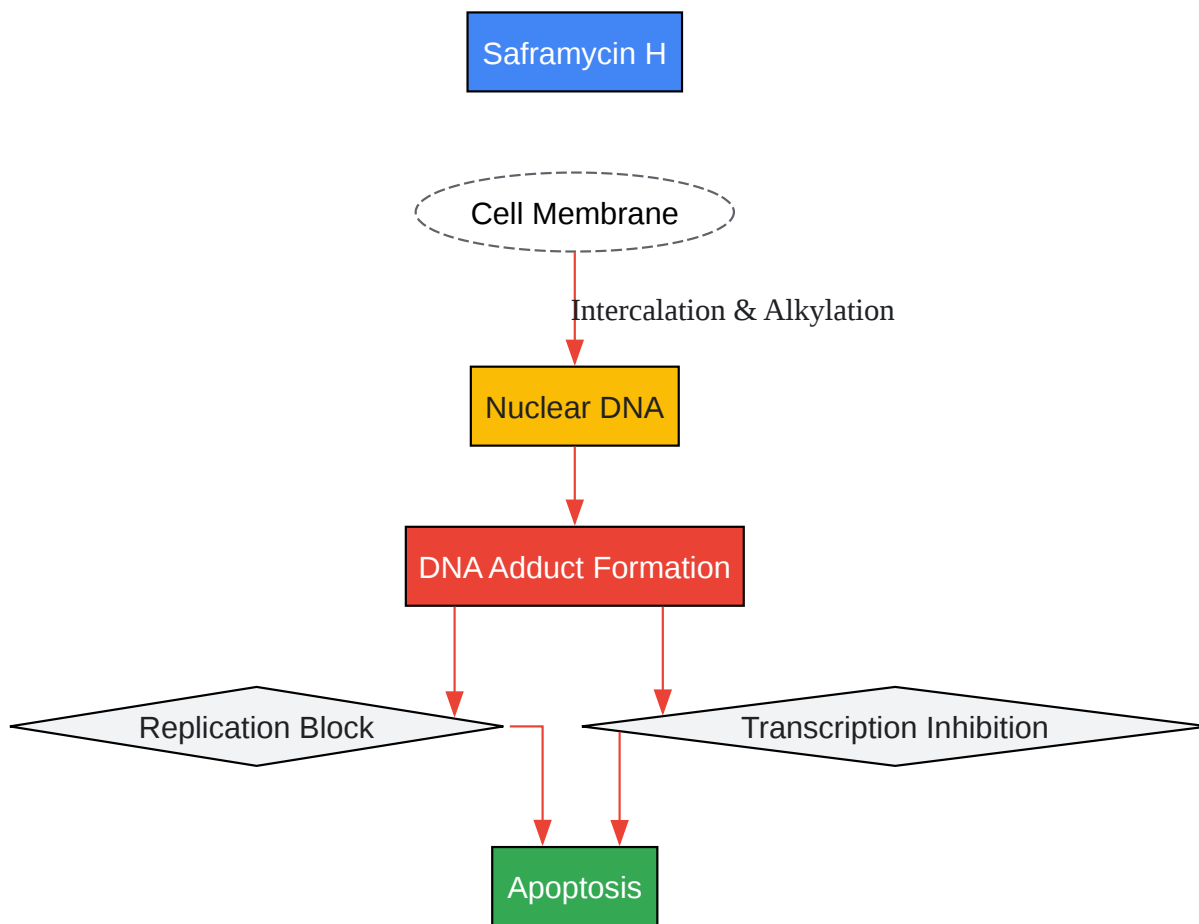 Saframycin H
Cell Membrane
Intercalation & Alkylation
Nuclear DNA
DNA Adduct Formation
Replication Block
Transcription Inhibition
Apoptosis